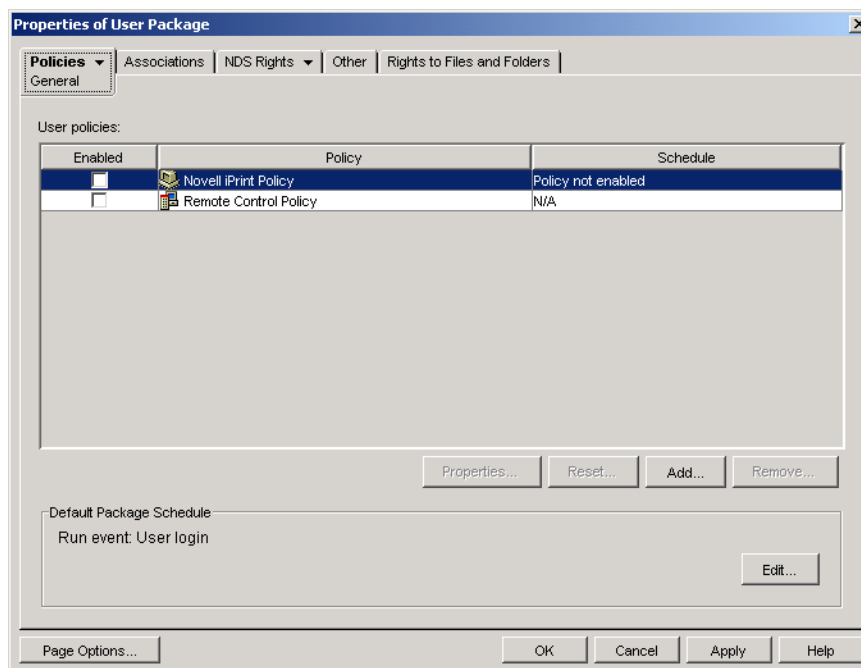 Properties of User Package
Policies Associations NDS Rights Other Rights to Files and Folders
General
User policies:
Enabled Policy Schedule
Novell iPrint Policy Policy not enabled
Remote Control Policy N/A
Properties... Reset... Add... Remove...
Default Package Schedule
Run event: User login
Edit...
Page Options... OK Cancel Apply Help